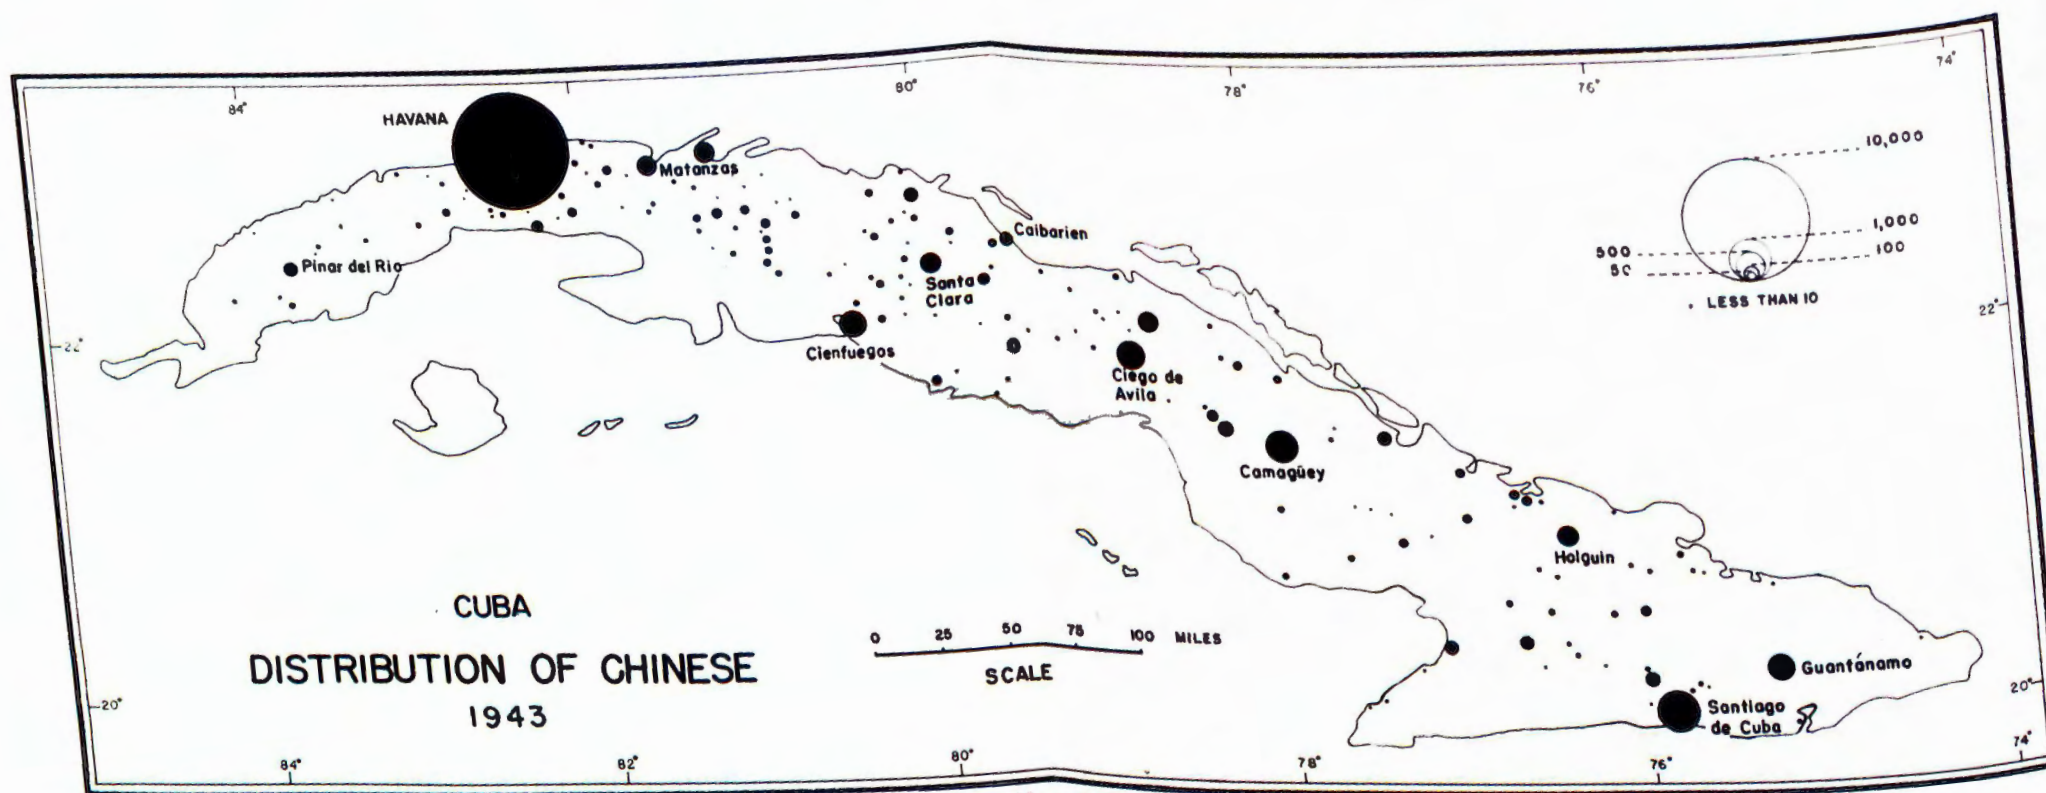 84°
80°
78°
76°
74°
HAVANA
Matanzas
10,000
1,000
500
100
50
LESS THAN 10
Caibarien
Pinar del Rio
Santa
Clara
22°
22°
Cienfuegos
Ciego de
Avila
Camagüey
Holguin
CUBA
DISTRIBUTION OF CHINESE
1943
0 25 50 75 100 MILES
SCALE
Guantánamo
Santiago
de Cuba
20°
20°
84°
82°
80°
78°
76°
74°